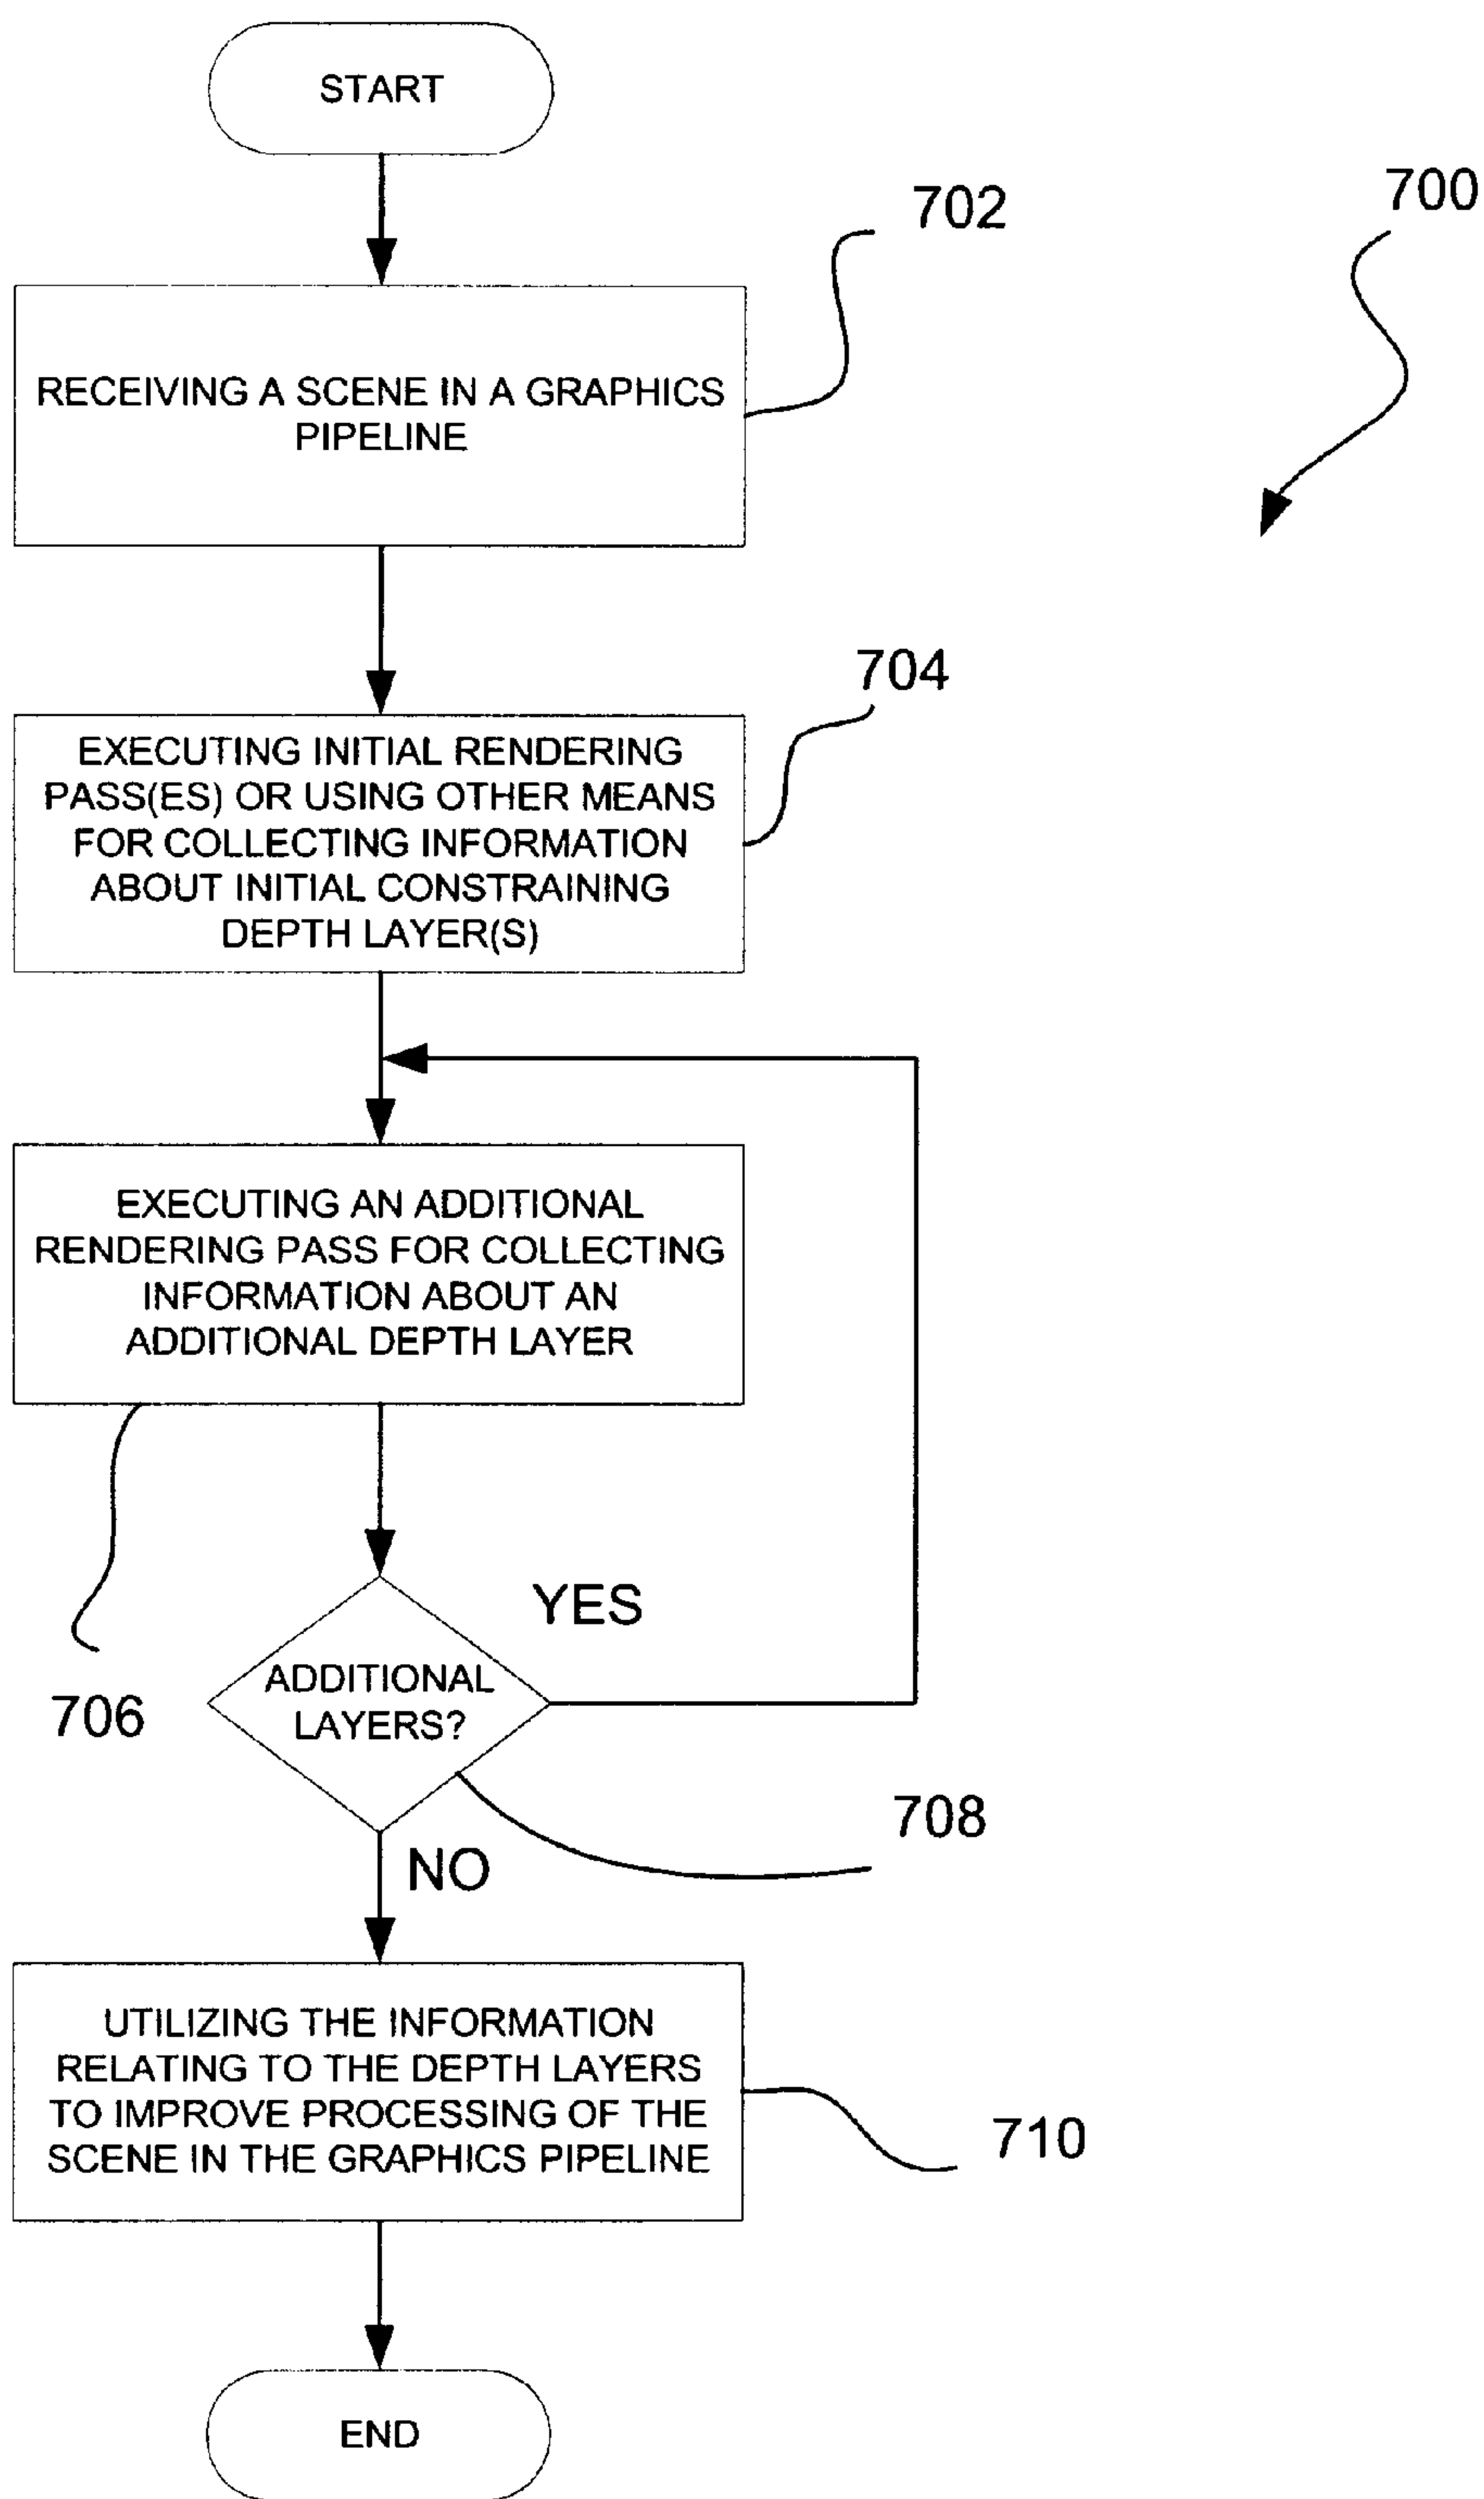 START
702
700
RECEIVING A SCENE IN A GRAPHICS
PIPELINE
704
EXECUTING INITIAL RENDERING
PASS(ES) OR USING OTHER MEANS
FOR COLLECTING INFORMATION
ABOUT INITIAL CONSTRAINING
DEPTH LAYER(S)
EXECUTING AN ADDITIONAL
RENDERING PASS FOR COLLECTING
INFORMATION ABOUT AN
ADDITIONAL DEPTH LAYER
YES
ADDITIONAL
LAYERS?
706
708
NO
UTILIZING THE INFORMATION
RELATING TO THE DEPTH LAYERS
TO IMPROVE PROCESSING OF THE
SCENE IN THE GRAPHICS PIPELINE
710
END